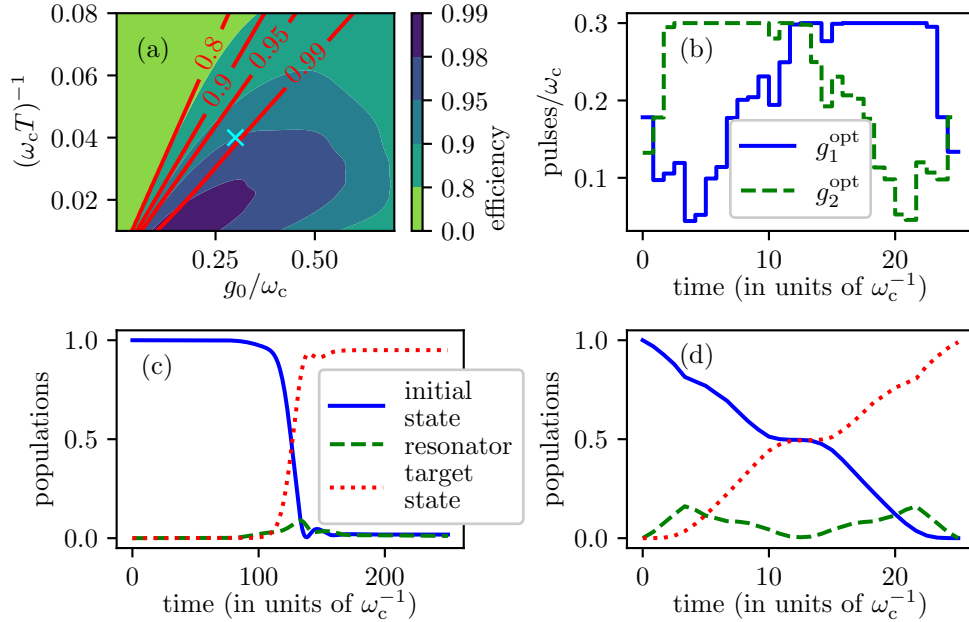 (a)
0.8
0.9
0.95
0.99
0.08
0.06
0.04
0.02
(ω_c T)^{-1}
0.25
0.50
g_0/ω_c
0.99
0.98
0.95
0.9
0.8
0.0
efficiency
(b)
0.3
0.2
0.1
pulses/ω_c
g_1^{opt}
g_2^{opt}
0
10
20
time (in units of ω_c^{-1})
(c)
1.0
0.5
0.0
populations
0
100
200
time (in units of ω_c^{-1})
initial
state
resonator
target
state
(d)
1.0
0.5
0.0
populations
0
10
20
time (in units of ω_c^{-1})